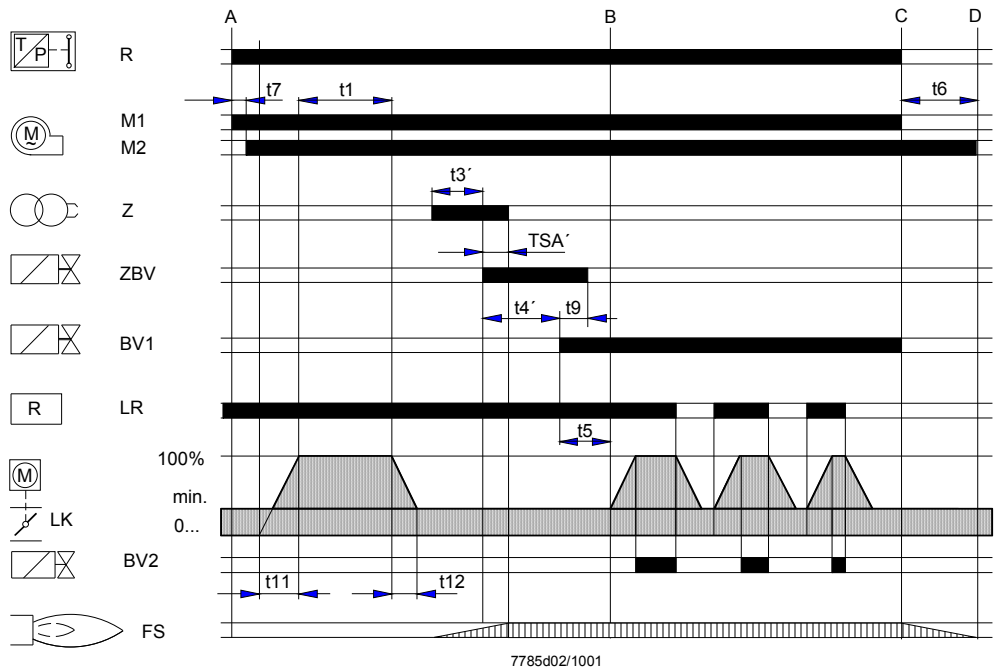 A B C D
T P R
t7 t1 t6
M ~ M1
M2
t3´
Z
TSA´
ZBV
t4´ t9
BV1
R LR
t5
100%
M min.
LK 0...
BV2
t11 t12
FS
7785d02/1001